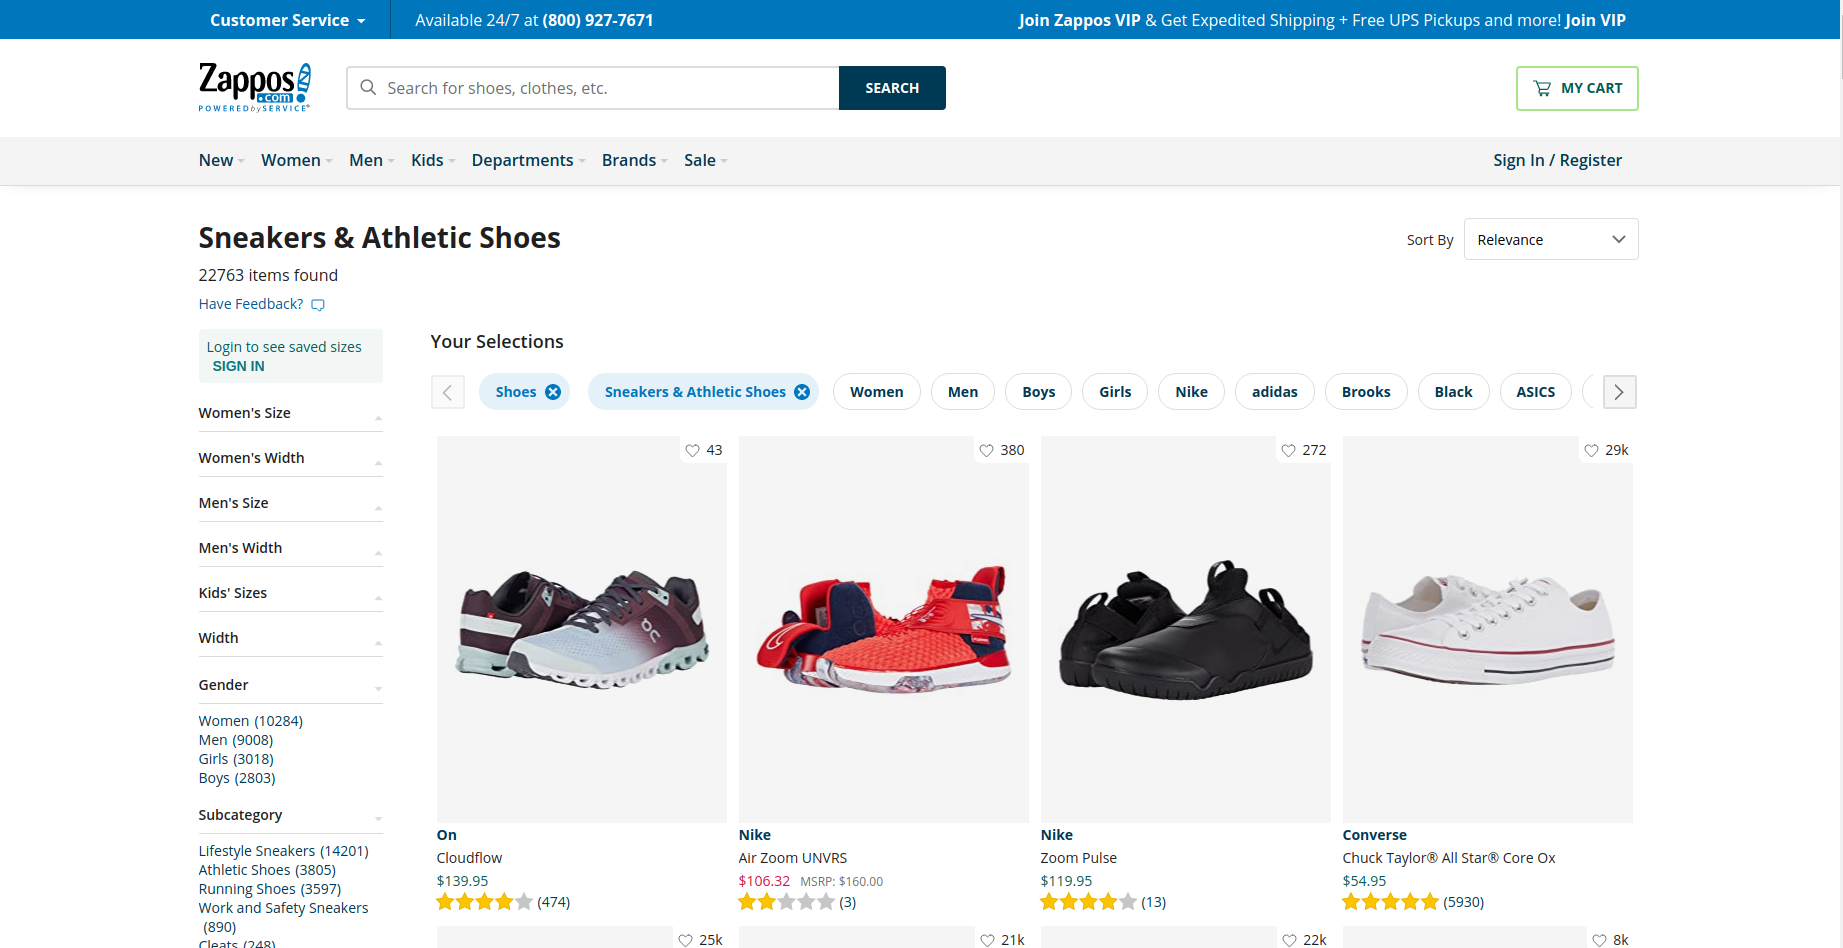 Customer Service
Available 24/7 at (800) 927-7671
Join Zappos VIP & Get Expedited Shipping + Free UPS Pickups and more! Join VIP
Zappos
.com
POWERED by SERVICE®
Search for shoes, clothes, etc.
SEARCH
MY CART
New
Women
Men
Kids
Departments
Brands
Sale
Sign In / Register
Sneakers & Athletic Shoes
22763 items found
Have Feedback?
Sort By
Relevance
Login to see saved sizes
SIGN IN
Women's Size
Women's Width
Men's Size
Men's Width
Kids' Sizes
Width
Gender
Women (10284)
Men (9008)
Girls (3018)
Boys (2803)
Subcategory
Lifestyle Sneakers (14201)
Athletic Shoes (3805)
Running Shoes (3597)
Work and Safety Sneakers
(890)
Cleats (248)
Your Selections
Shoes
Sneakers & Athletic Shoes
Women
Men
Boys
Girls
Nike
adidas
Brooks
Black
ASICS
43
380
272
29k
On
Cloudflow
$139.95
(474)
Nike
Air Zoom UNVRS
$106.32 MSRP: $160.00
(3)
Nike
Zoom Pulse
$119.95
(13)
Converse
Chuck Taylor® All Star® Core Ox
$54.95
(5930)
25k
21k
22k
8k